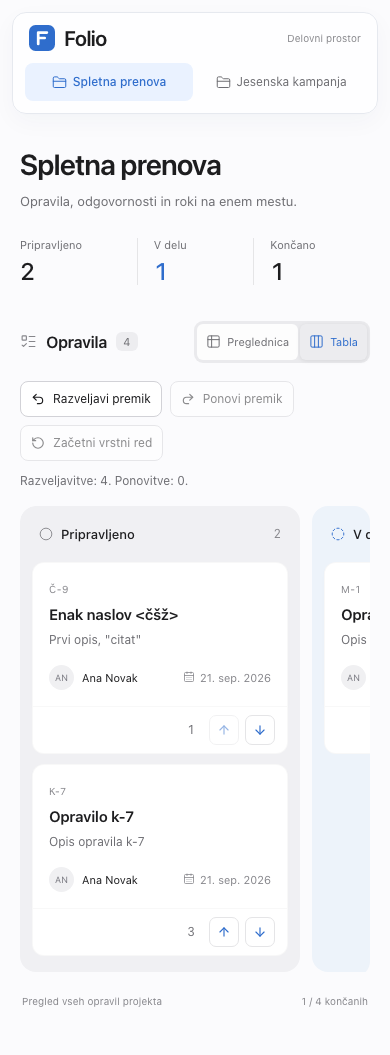 Folio
Delovni prostor
Spletna prenova
Jesenska kampanja
Spletna prenova
Opravila, odgovornosti in roki na enem mestu.
Pripravljeno
2
V delu
1
Končano
1
Opravila 4
Preglednica
Tabla
Razveljavi premik
Ponovi premik
Začetni vrstni red
Razveljavitve: 4. Ponovitve: 0.
Pripravljeno 2
Č-9
Enak naslov <čšž>
Prvi opis, "citat"
AN Ana Novak 21. sep. 2026
1
K-7
Opravilo k-7
Opis opravila k-7
AN Ana Novak 21. sep. 2026
3
V
M-1
Opis
AN
Pregled vseh opravil projekta
1 / 4 končanih